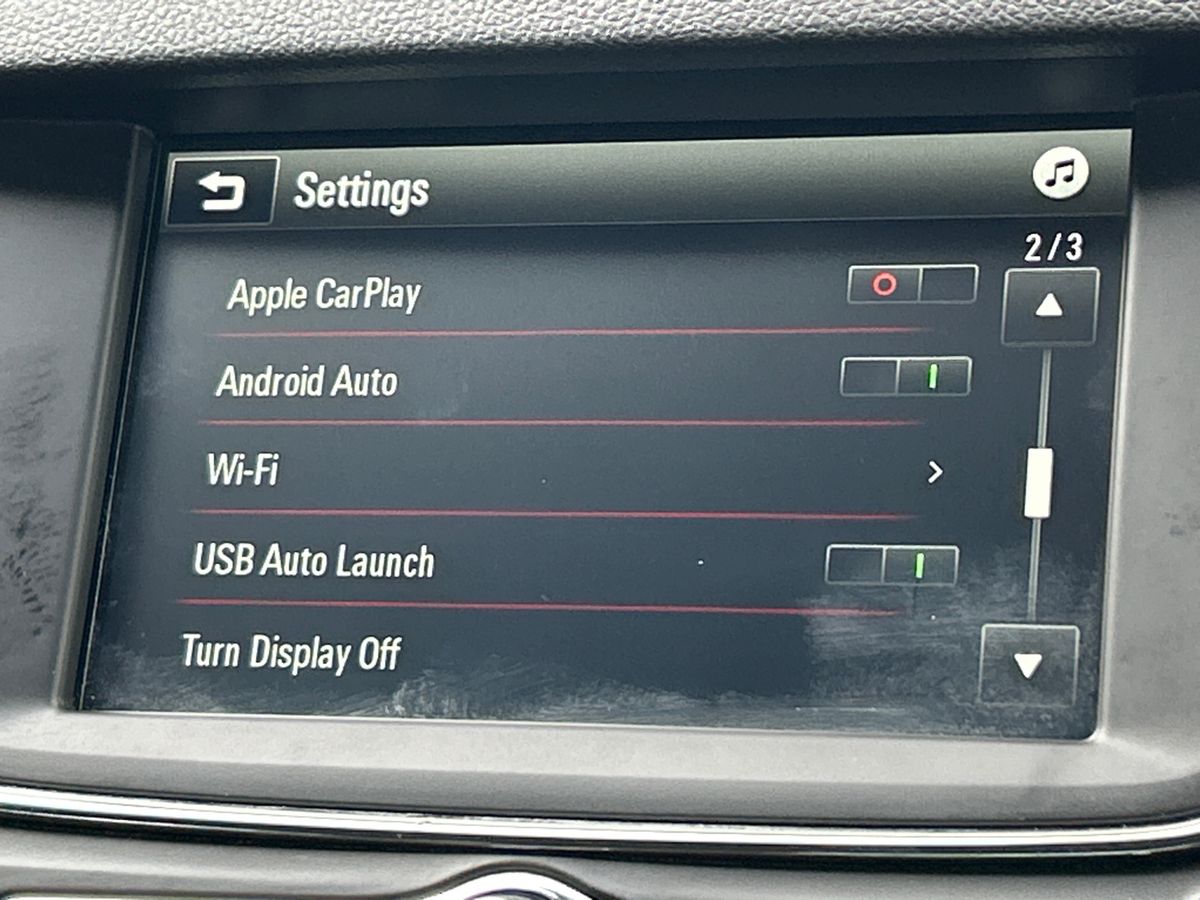 Settings
2/3
Apple CarPlay
Android Auto
Wi-Fi
USB Auto Launch
Turn Display Off